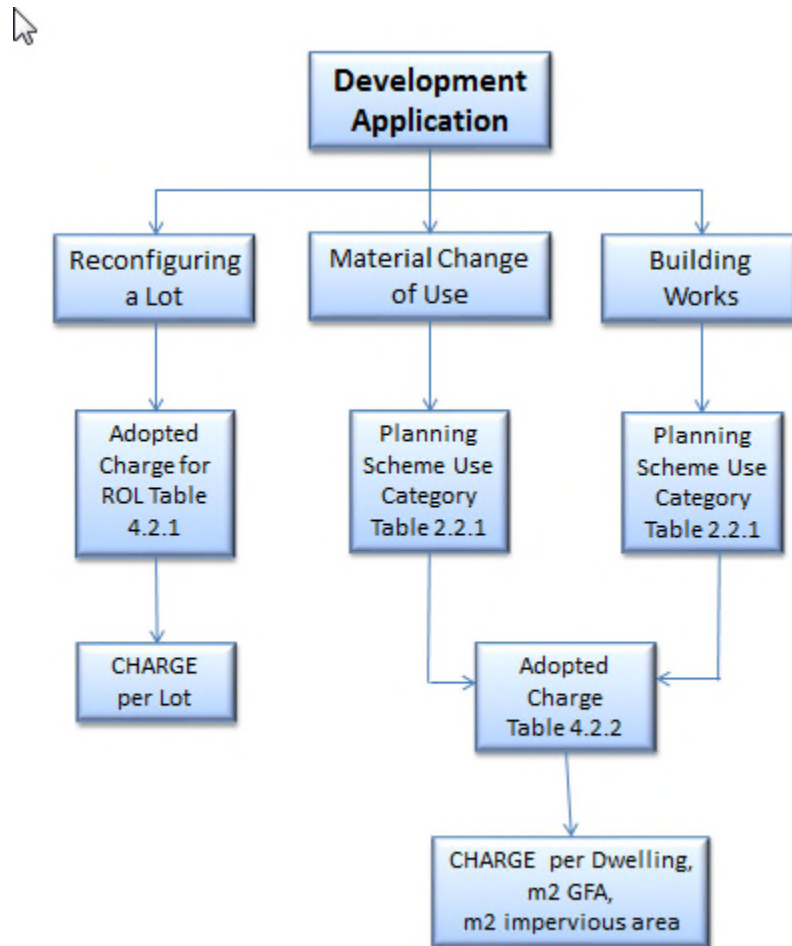 Development
Application
Reconfiguring
a Lot
Material Change
of Use
Building
Works
Adopted
Charge for
ROL Table
4.2.1
Planning
Scheme Use
Category
Table 2.2.1
Planning
Scheme Use
Category
Table 2.2.1
CHARGE
per Lot
Adopted
Charge
Table 4.2.2
CHARGE per Dwelling,
m2 GFA,
m2 impervious area